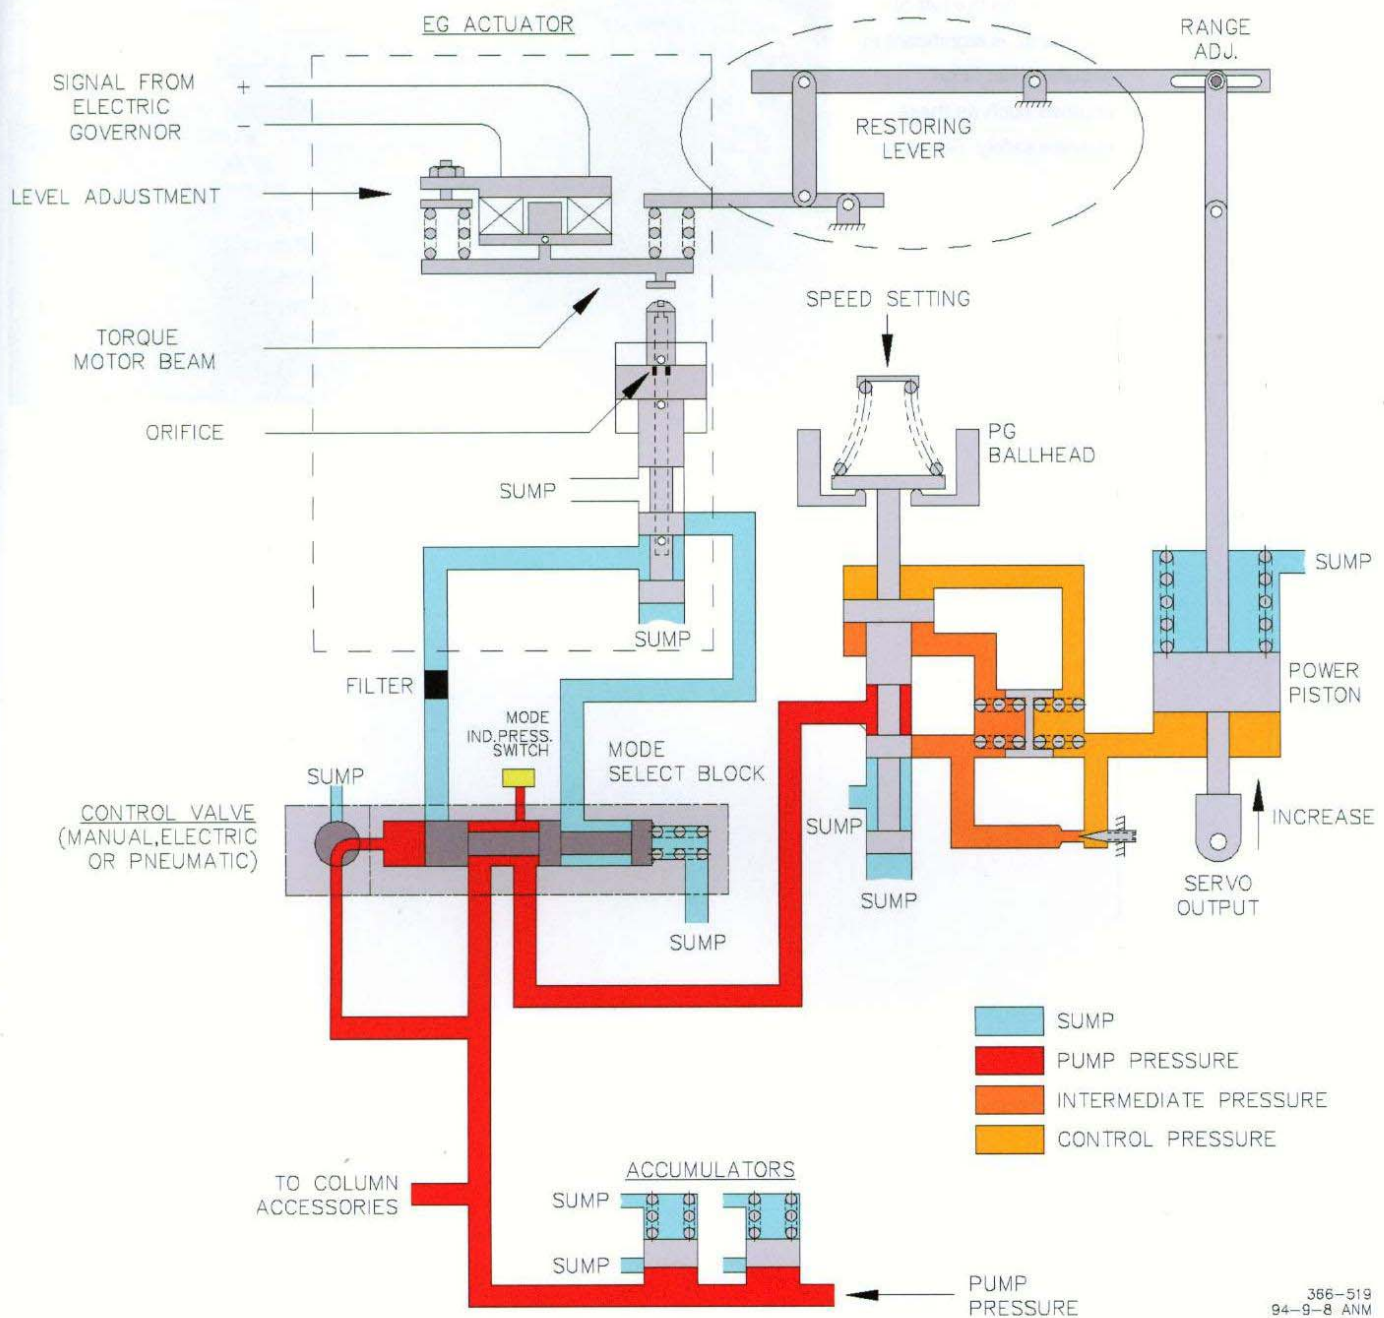 EG ACTUATOR
RANGE
ADJ.
SIGNAL FROM
ELECTRIC
GOVERNOR
+
−
RESTORING
LEVER
LEVEL ADJUSTMENT
SPEED SETTING
TORQUE
MOTOR BEAM
ORIFICE
PG
BALLHEAD
SUMP
SUMP
SUMP
FILTER
POWER
PISTON
MODE
IND.PRESS.
SWITCH
MODE
SELECT BLOCK
SUMP
CONTROL VALVE
(MANUAL,ELECTRIC
OR PNEUMATIC)
SUMP
INCREASE
SERVO
OUTPUT
SUMP
SUMP
SUMP
PUMP PRESSURE
INTERMEDIATE PRESSURE
CONTROL PRESSURE
ACCUMULATORS
TO COLUMN
ACCESSORIES
SUMP
SUMP
PUMP
PRESSURE
366-519
94-9-8 ANM